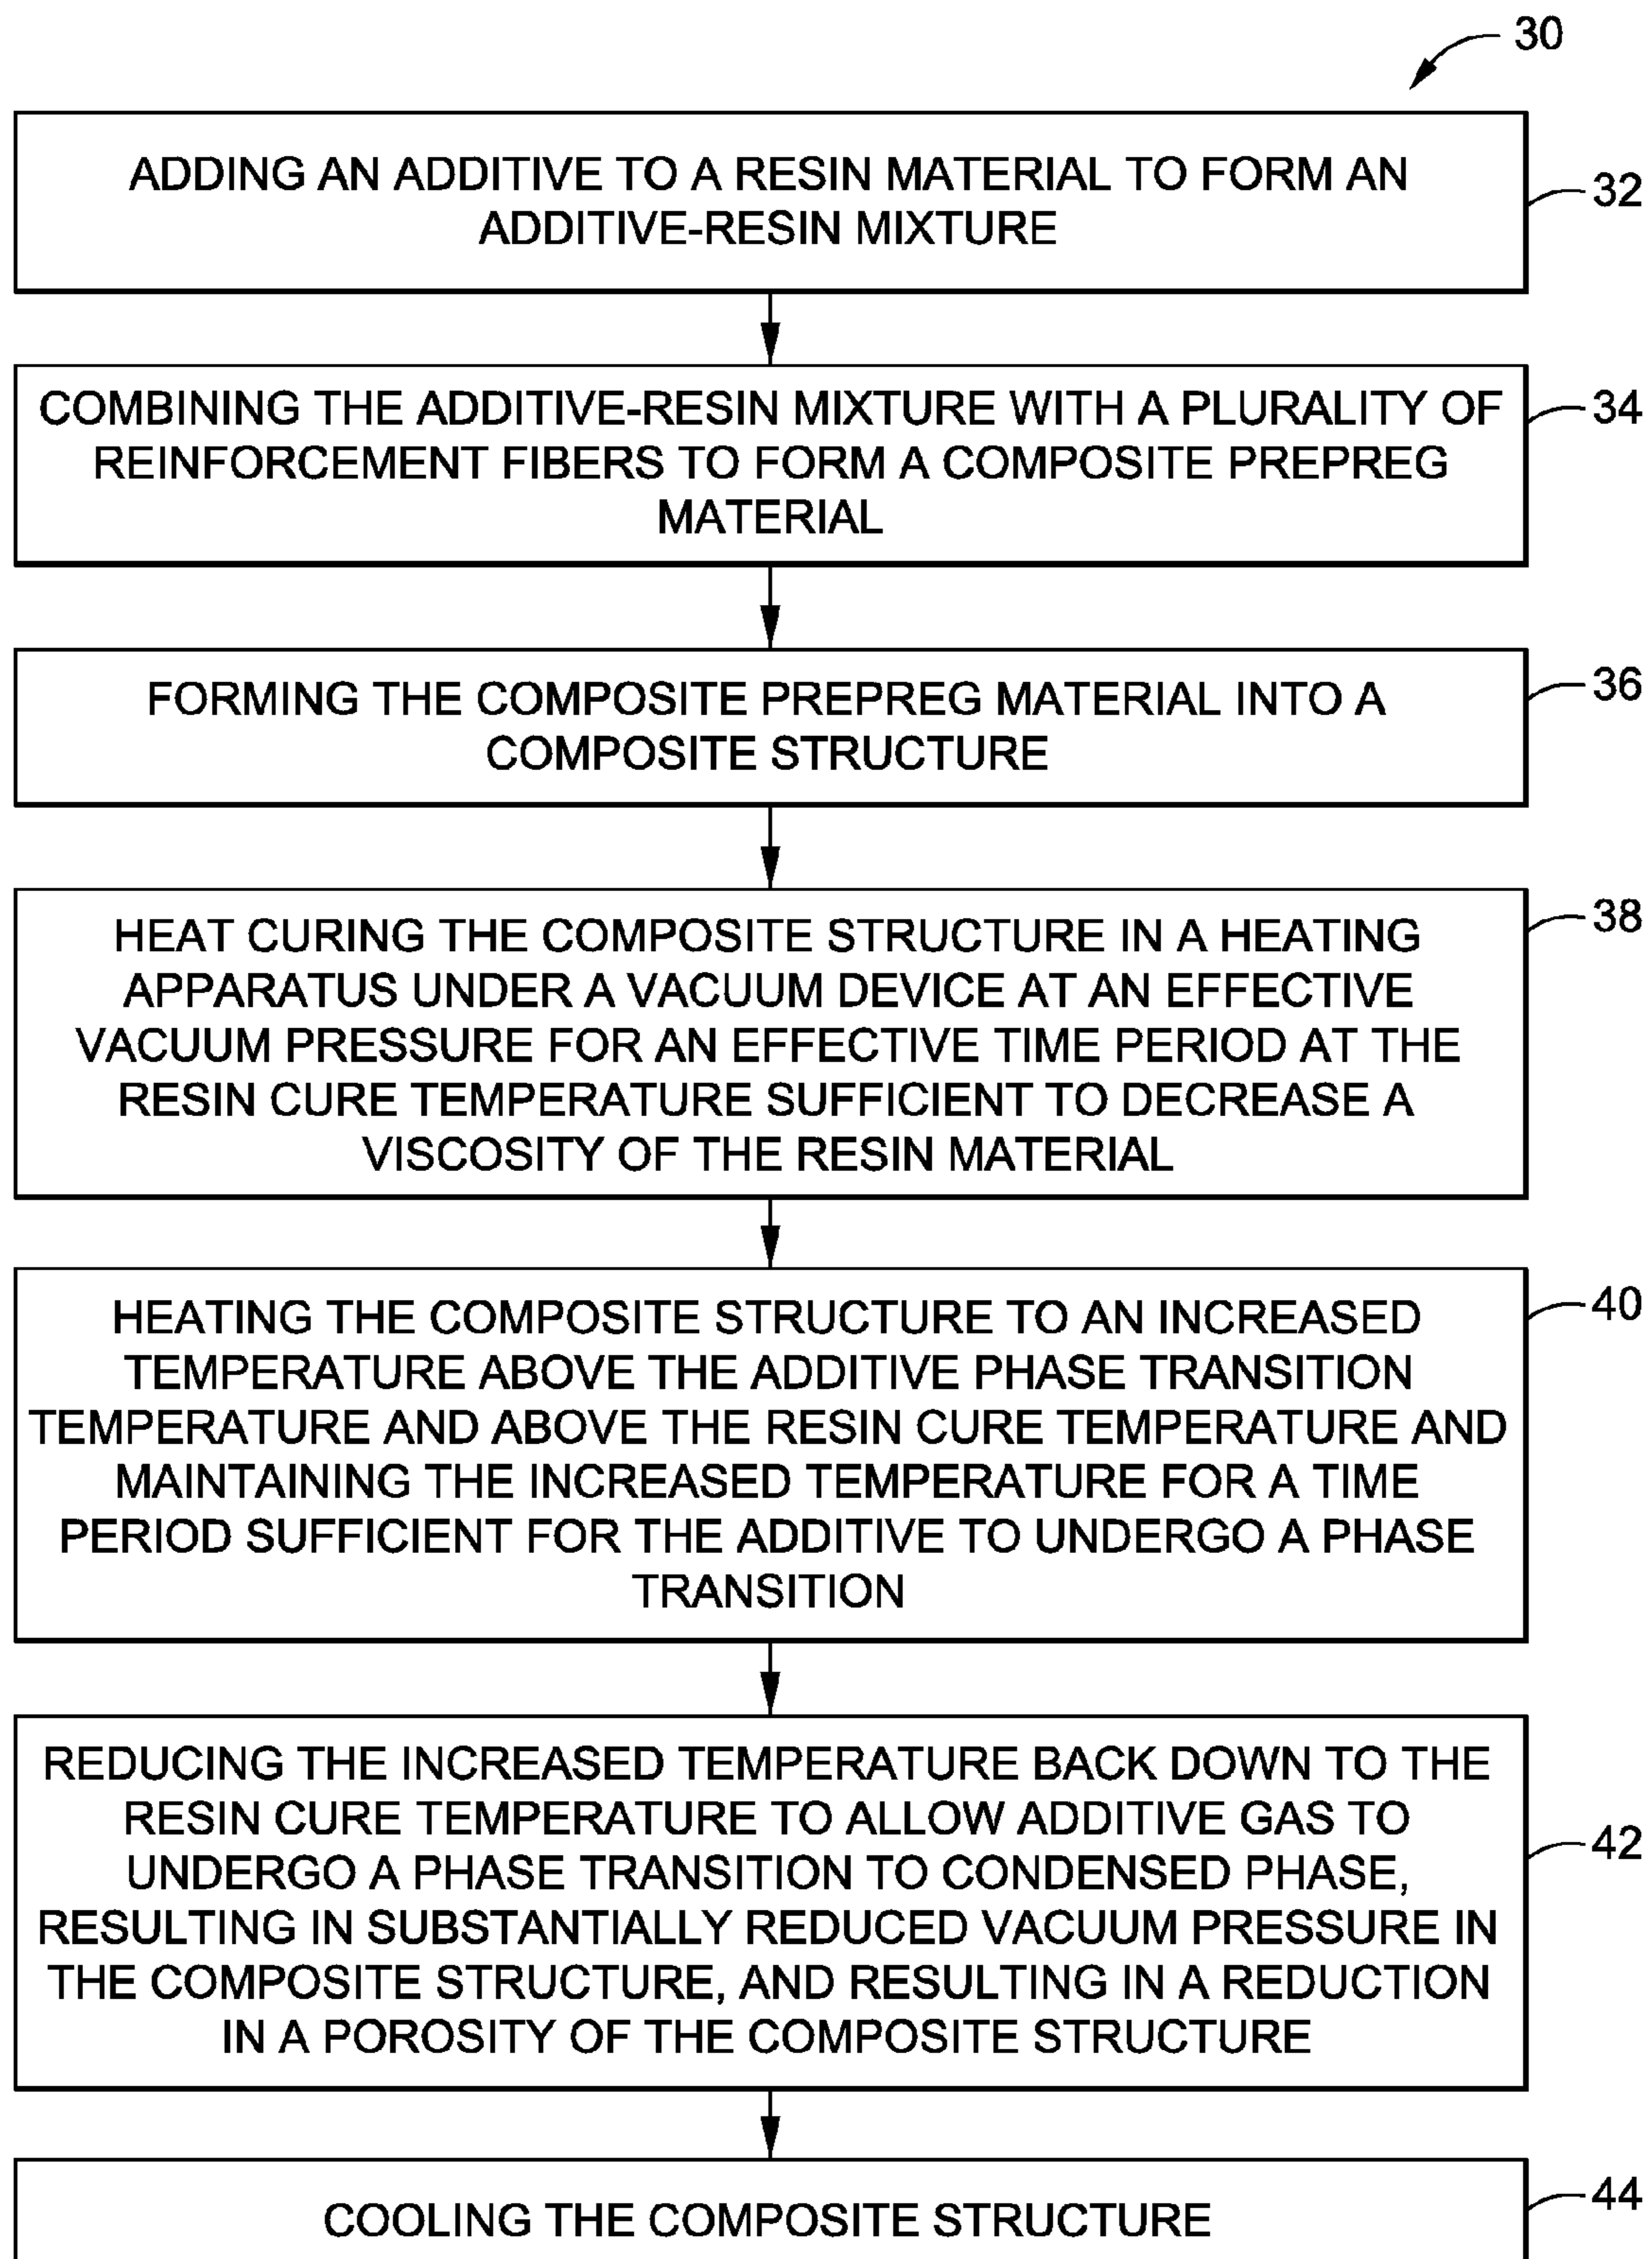 30
ADDING AN ADDITIVE TO A RESIN MATERIAL TO FORM AN
ADDITIVE-RESIN MIXTURE
32
COMBINING THE ADDITIVE-RESIN MIXTURE WITH A PLURALITY OF
REINFORCEMENT FIBERS TO FORM A COMPOSITE PREPREG
MATERIAL
34
FORMING THE COMPOSITE PREPREG MATERIAL INTO A
COMPOSITE STRUCTURE
36
HEAT CURING THE COMPOSITE STRUCTURE IN A HEATING
APPARATUS UNDER A VACUUM DEVICE AT AN EFFECTIVE
VACUUM PRESSURE FOR AN EFFECTIVE TIME PERIOD AT THE
RESIN CURE TEMPERATURE SUFFICIENT TO DECREASE A
VISCOSITY OF THE RESIN MATERIAL
38
HEATING THE COMPOSITE STRUCTURE TO AN INCREASED
TEMPERATURE ABOVE THE ADDITIVE PHASE TRANSITION
TEMPERATURE AND ABOVE THE RESIN CURE TEMPERATURE AND
MAINTAINING THE INCREASED TEMPERATURE FOR A TIME
PERIOD SUFFICIENT FOR THE ADDITIVE TO UNDERGO A PHASE
TRANSITION
40
REDUCING THE INCREASED TEMPERATURE BACK DOWN TO THE
RESIN CURE TEMPERATURE TO ALLOW ADDITIVE GAS TO
UNDERGO A PHASE TRANSITION TO CONDENSED PHASE,
RESULTING IN SUBSTANTIALLY REDUCED VACUUM PRESSURE IN
THE COMPOSITE STRUCTURE, AND RESULTING IN A REDUCTION
IN A POROSITY OF THE COMPOSITE STRUCTURE
42
COOLING THE COMPOSITE STRUCTURE
44